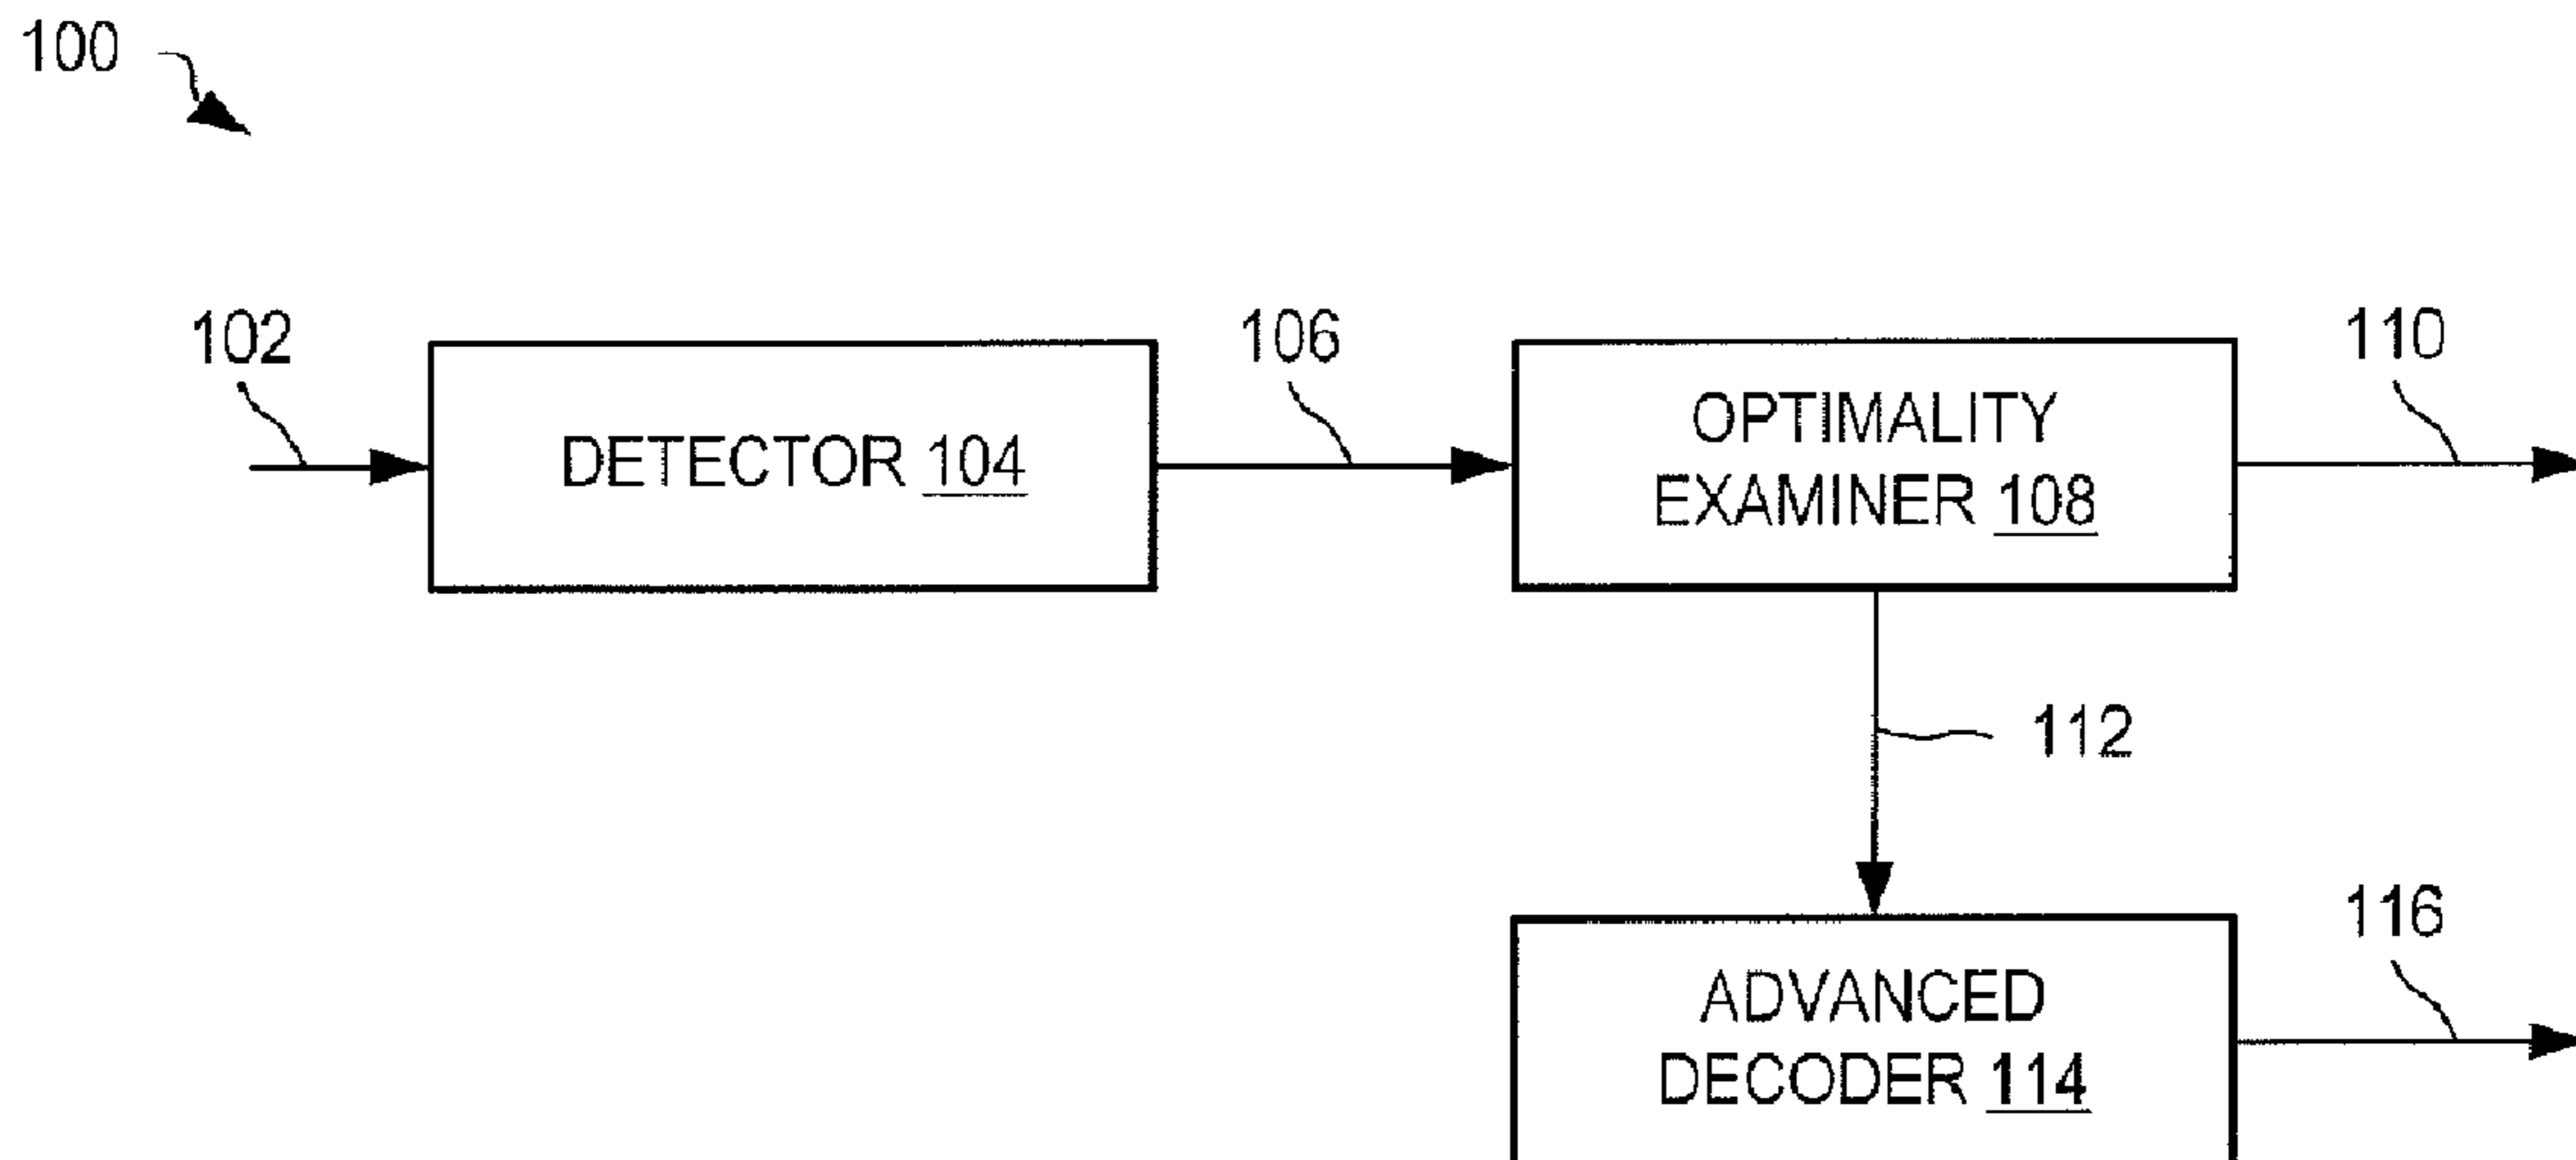 100
102
106
110
DETECTOR 104
OPTIMALITY
EXAMINER 108
112
116
ADVANCED
DECODER 114